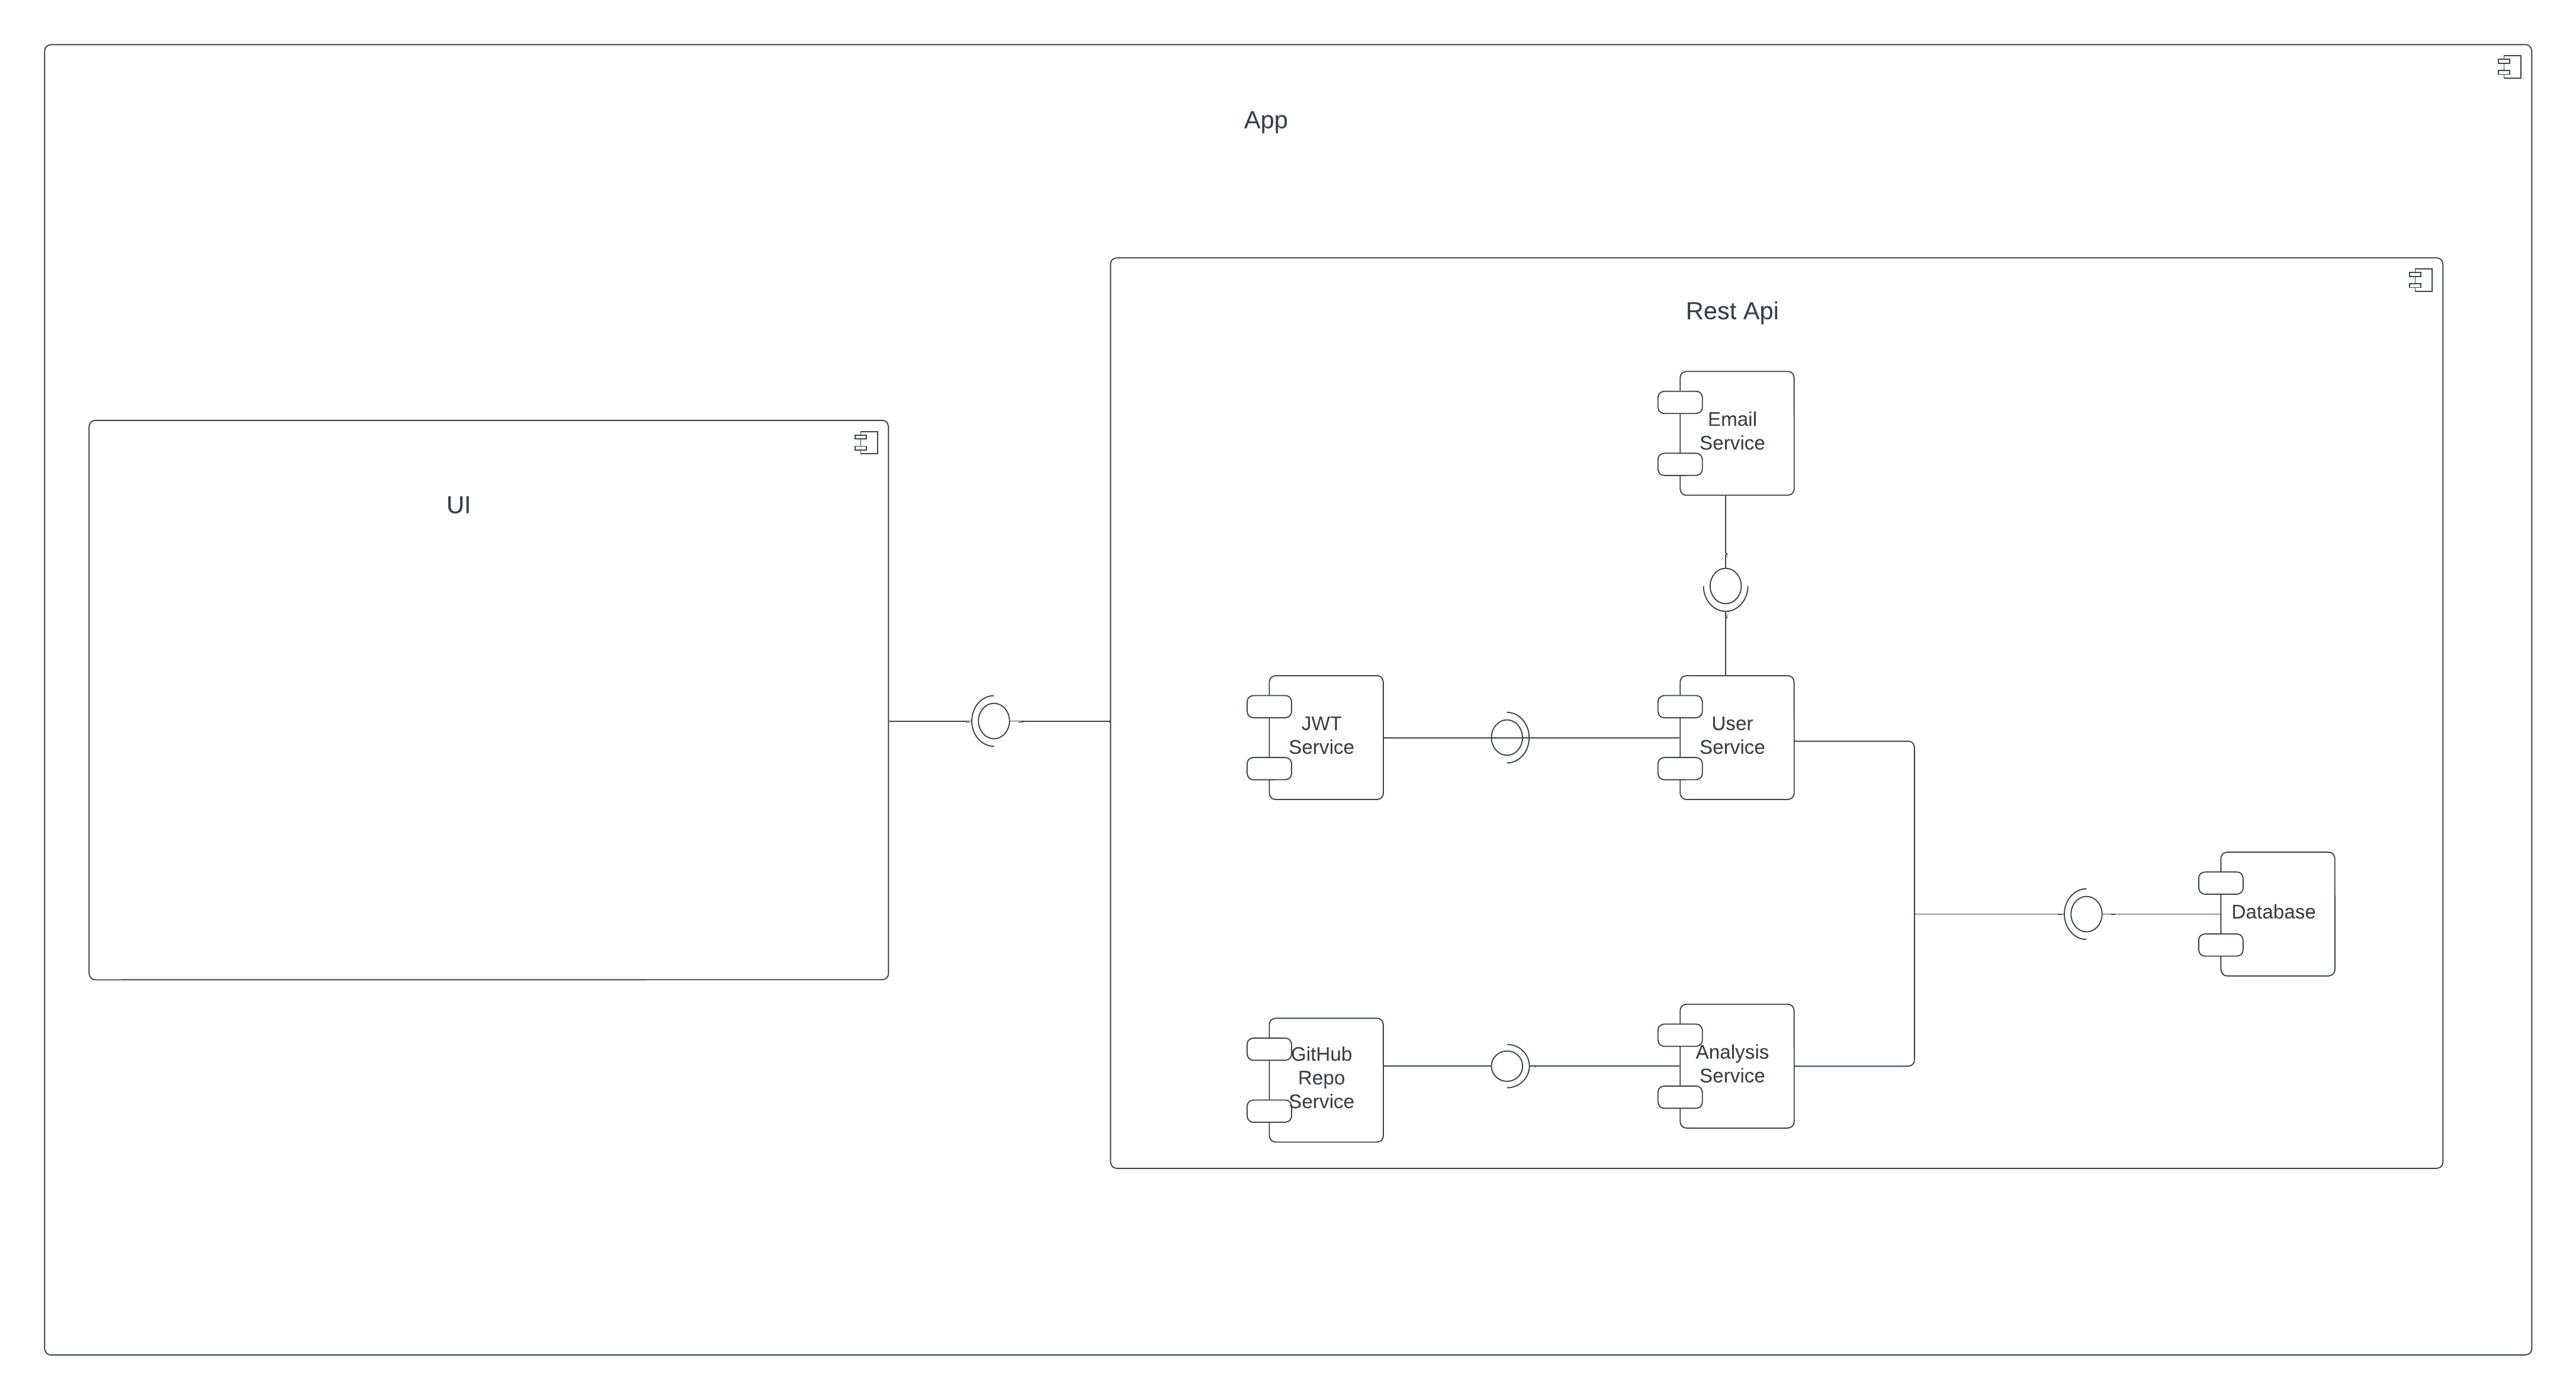 App
Rest Api
Email
Service
UI
JWT
Service
User
Service
Database
GitHub
Repo
Service
Analysis
Service